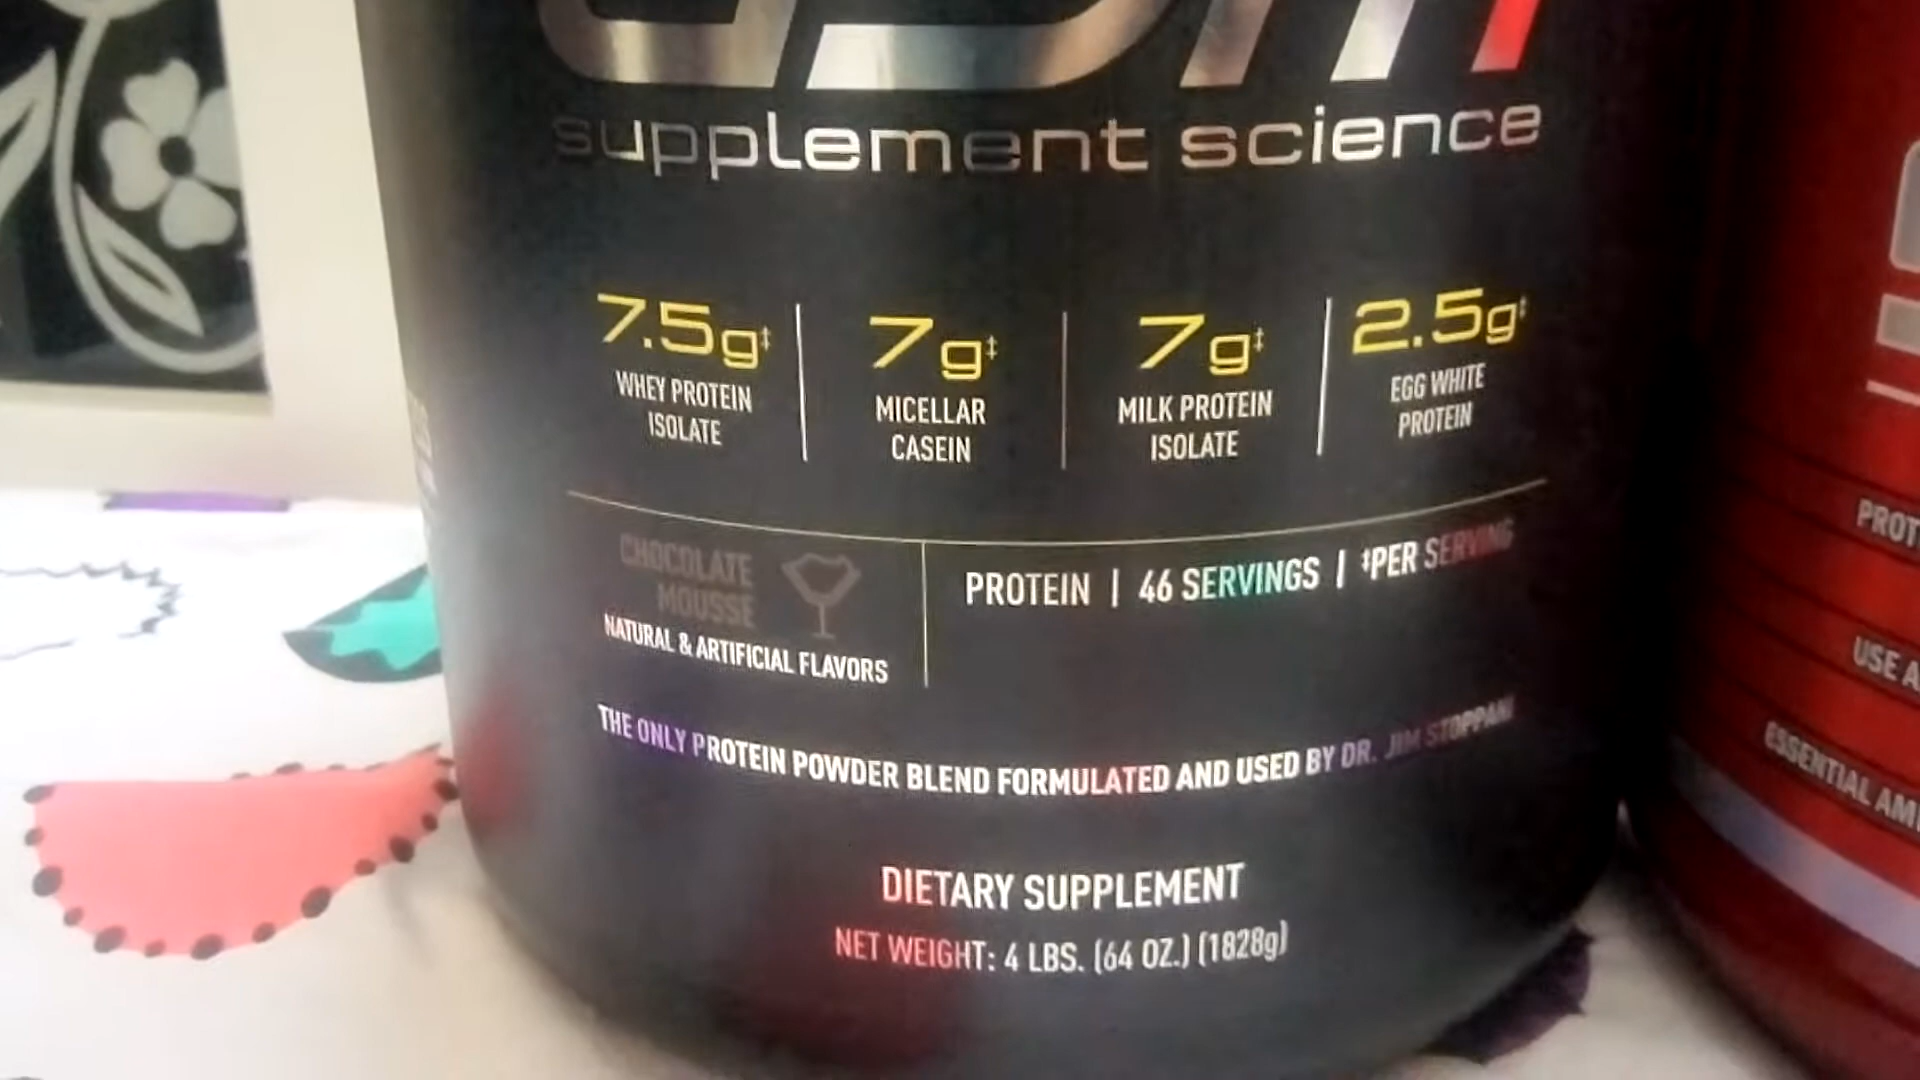 supplement science
7.5g‡
WHEY PROTEIN
ISOLATE
7g‡
MICELLAR
CASEIN
7g‡
MILK PROTEIN
ISOLATE
2.5g‡
EGG WHITE
PROTEIN
CHOCOLATE
MOUSSE
NATURAL & ARTIFICIAL FLAVORS
PROTEIN | 46 SERVINGS | ‡PER SERVING
THE ONLY PROTEIN POWDER BLEND FORMULATED AND USED BY DR. JIM STOPPANI
DIETARY SUPPLEMENT
NET WEIGHT: 4 LBS. (64 OZ.) (1828g)
USE
ESSENTIAL